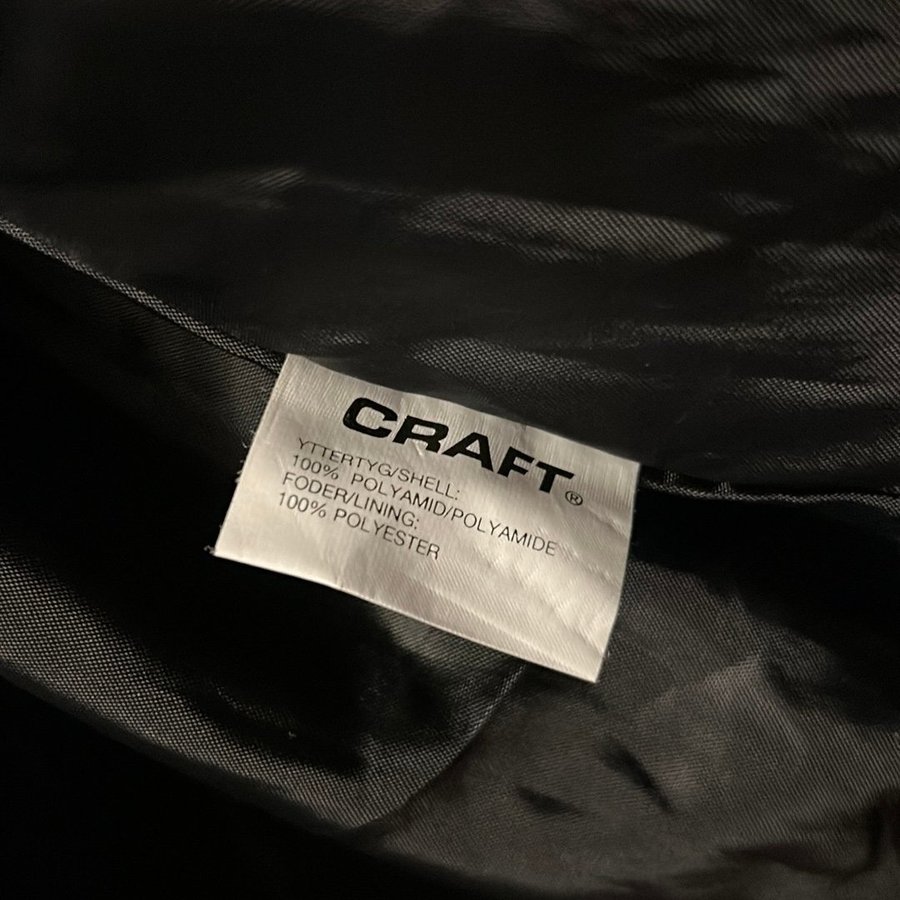 CRAFT®
YTTERTYG/SHELL:
100% POLYAMID/POLYAMIDE
FODER/LINING:
100% POLYESTER